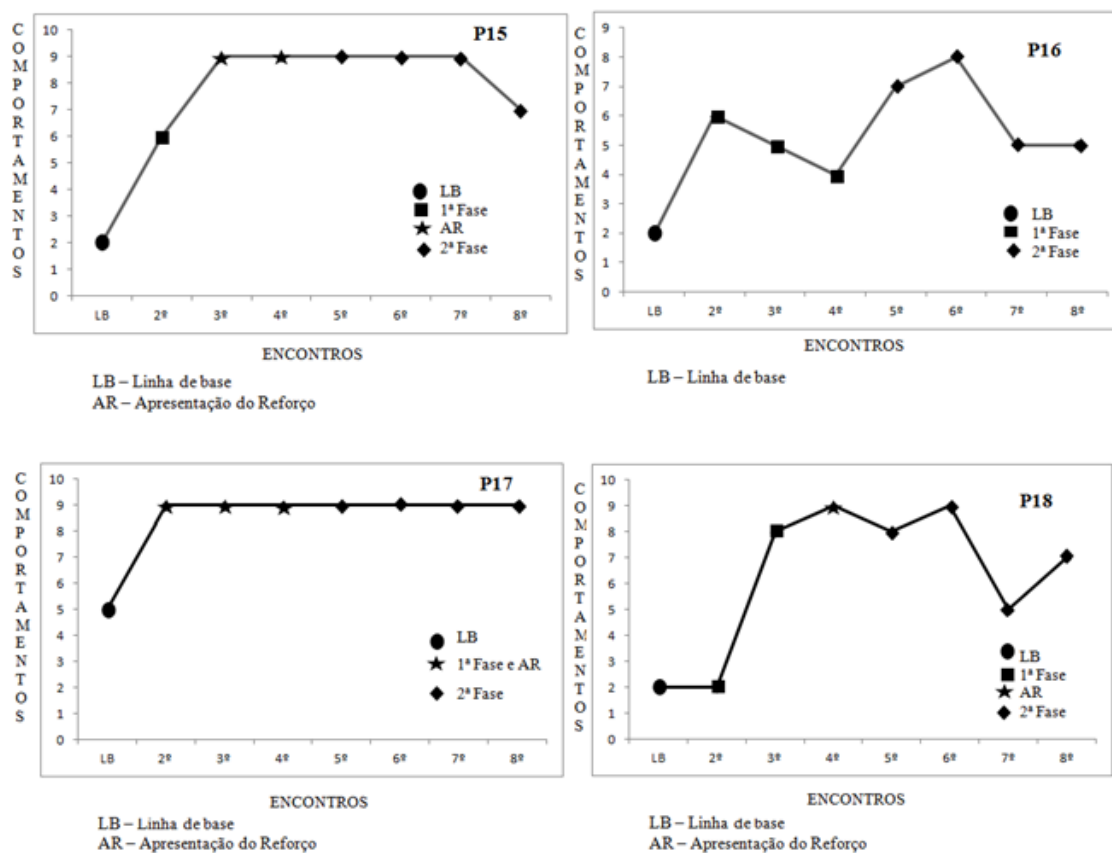 P15
COMPORTAMENTOS
10
9
8
7
6
5
4
3
2
1
0
LB
1ª Fase
AR
2ª Fase
LB 2º 3º 4º 5º 6º 7º 8º
ENCONTROS
LB – Linha de base
AR – Apresentação do Reforço
P16
COMPORTAMENTOS
9
8
7
6
5
4
3
2
1
0
LB
1ª Fase
2ª Fase
LB 2º 3º 4º 5º 6º 7º 8º
ENCONTROS
LB – Linha de base
P17
COMPORTAMENTOS
10
9
8
7
6
5
4
3
2
1
0
LB
1ª Fase e AR
2ª Fase
LB 2º 3º 4º 5º 6º 7º 8º
ENCONTROS
LB – Linha de base
AR – Apresentação do Reforço
P18
COMPORTAMENTOS
10
9
8
7
6
5
4
3
2
1
0
LB
1ª Fase
AR
2ª Fase
LB 2º 3º 4º 5º 6º 7º 8º
ENCONTROS
LB – Linha de base
AR – Apresentação do Reforço